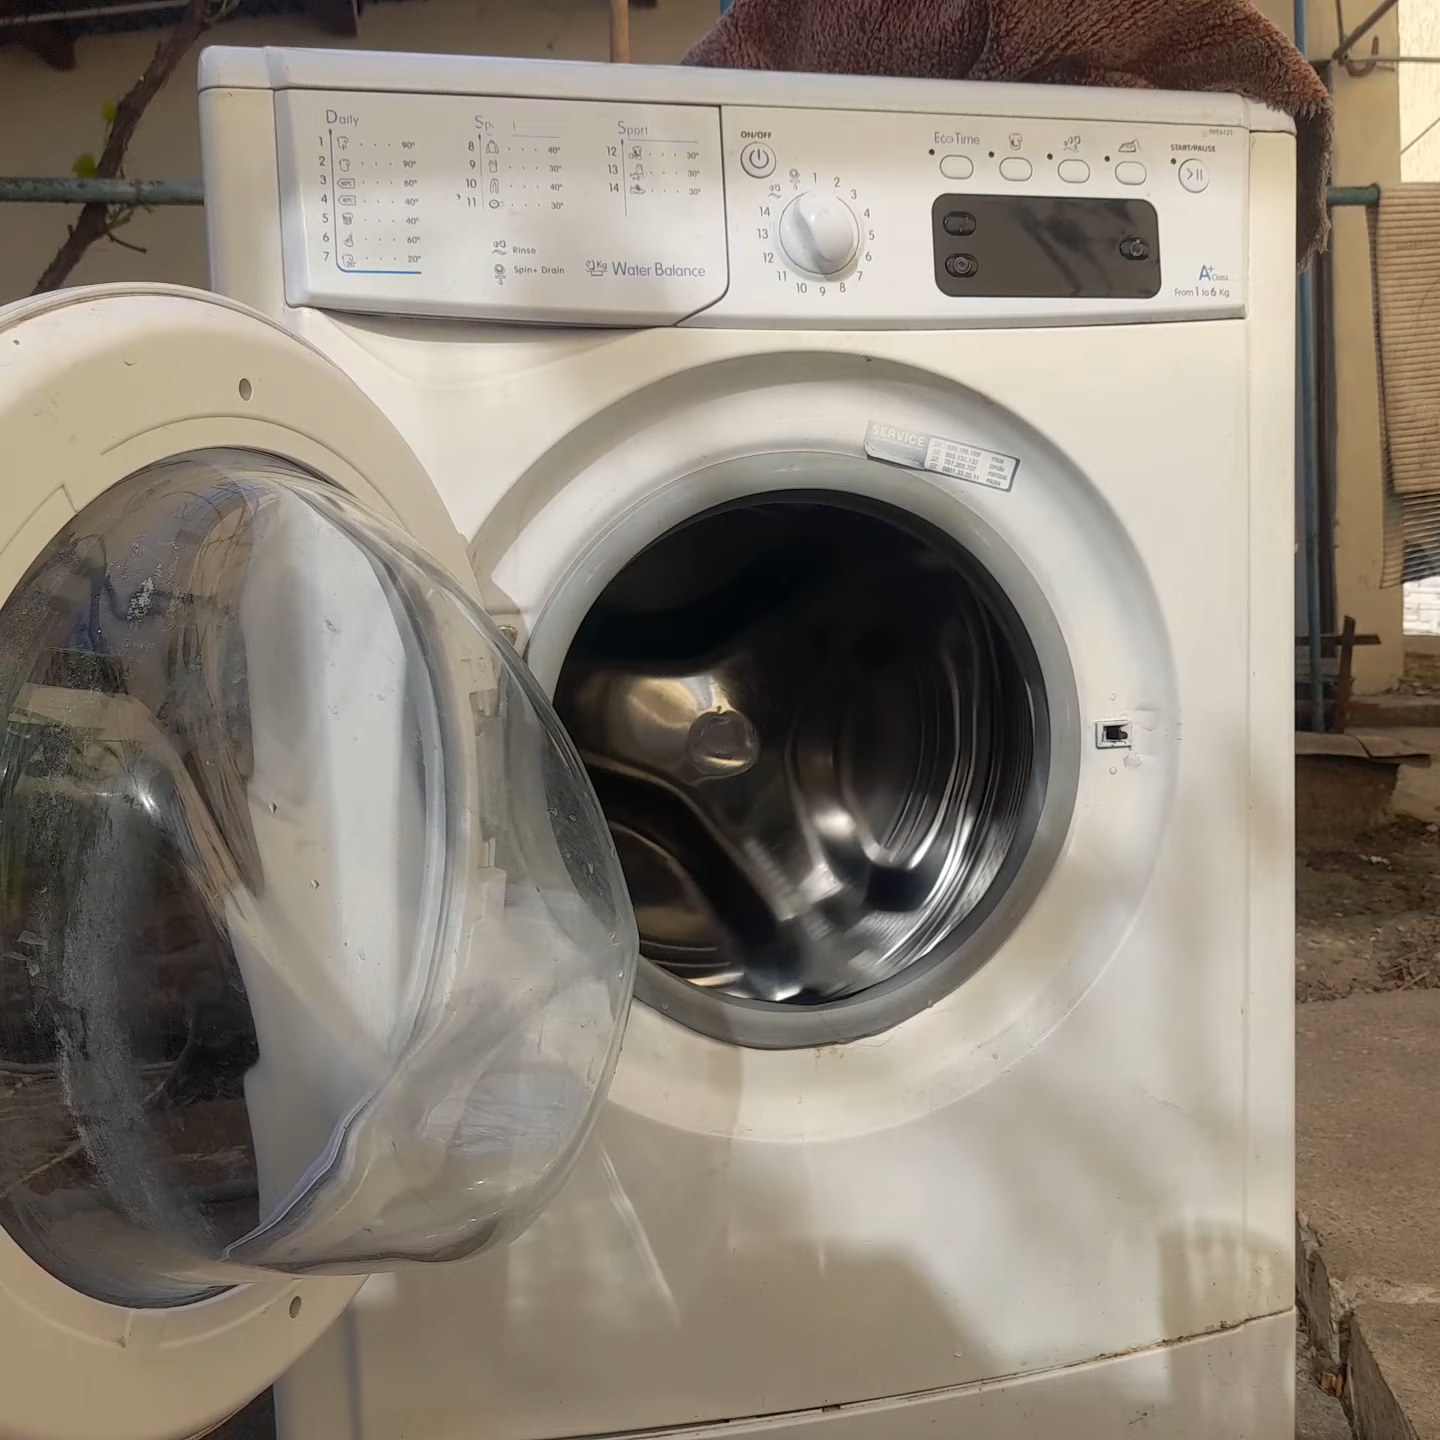 Daily
1 90°
2 90°
3 60°
4 40°
5 40°
6 60°
7 20°
Sp
8 40°
9 30°
10 40°
11 30°
Sport
12 30°
13 30°
14 30°
Rinse
Spin+ Drain
Kg Water Balance
ON/OFF
1 2 3 4 5 6 7 8 9 10 11 12 13 14
Eco Time
START/PAUSE
A+ Class
From 1 to 6 Kg
SERVICE